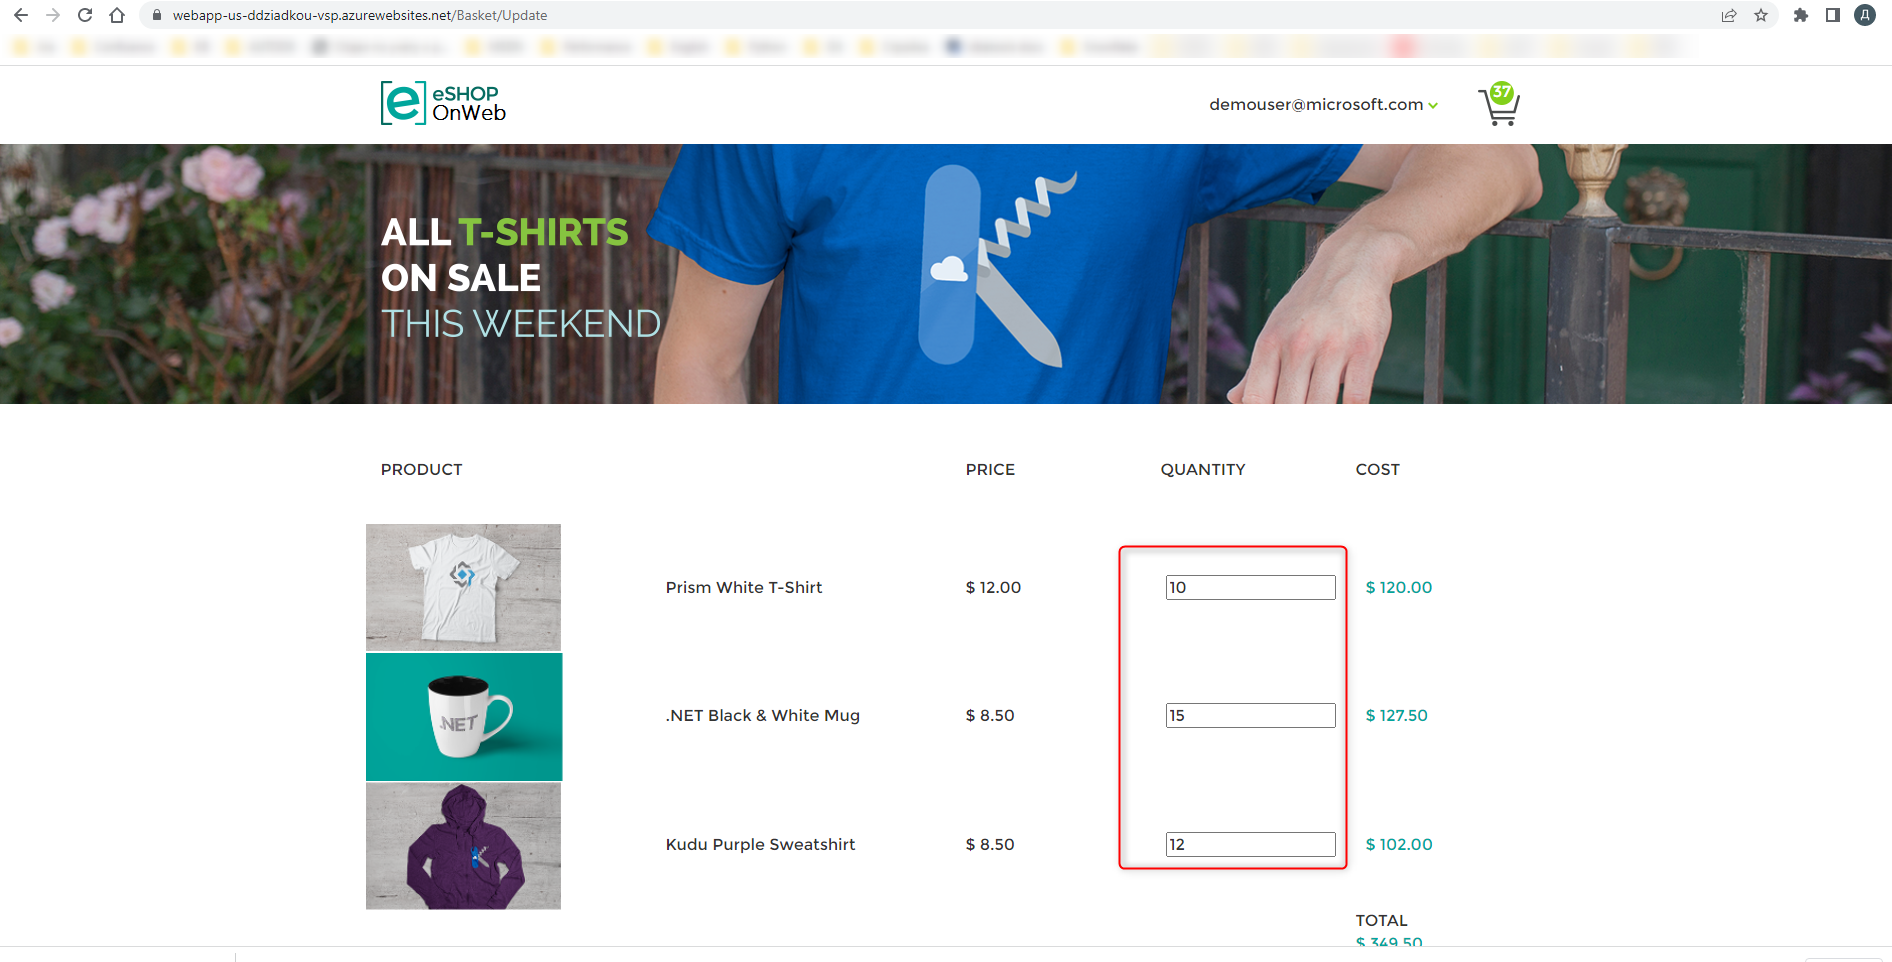 webapp-us-ddziadkou-vsp.azurewebsites.net/Basket/Update
Д
e eSHOP
OnWeb
demouser@microsoft.com
37
ALL T-SHIRTS
ON SALE
THIS WEEKEND
PRODUCT PRICE QUANTITY COST
Prism White T-Shirt $ 12.00 10 $ 120.00
.NET
.NET Black & White Mug $ 8.50 15 $ 127.50
Kudu Purple Sweatshirt $ 8.50 12 $ 102.00
TOTAL
$ 349.50